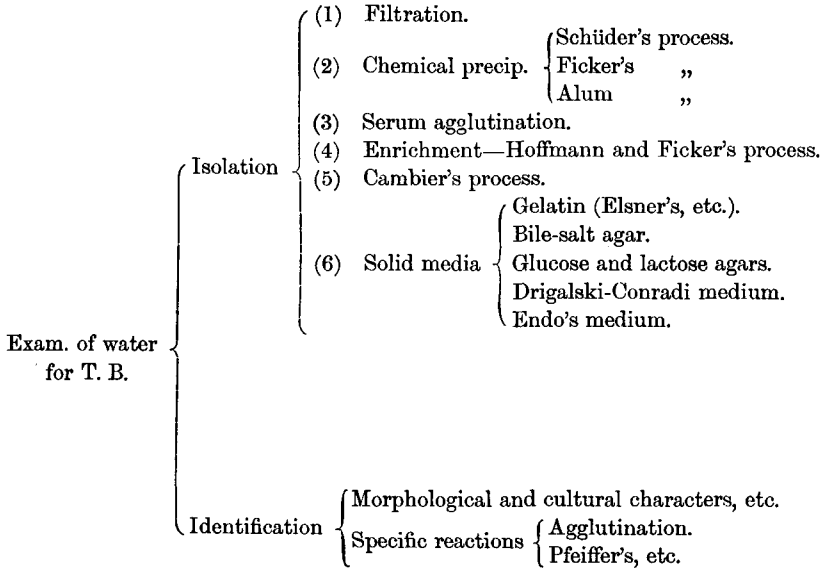 (1) Filtration.
Schüder's process.
(2) Chemical precip. Ficker's „
Alum „
(3) Serum agglutination.
(4) Enrichment—Hoffmann and Ficker's process.
Isolation
(5) Cambier's process.
Gelatin (Elsner's, etc.).
Bile-salt agar.
(6) Solid media Glucose and lactose agars.
Drigalski-Conradi medium.
Endo's medium.
Exam. of water
for T. B.
Morphological and cultural characters, etc.
Identification
Agglutination.
Specific reactions
Pfeiffer's, etc.